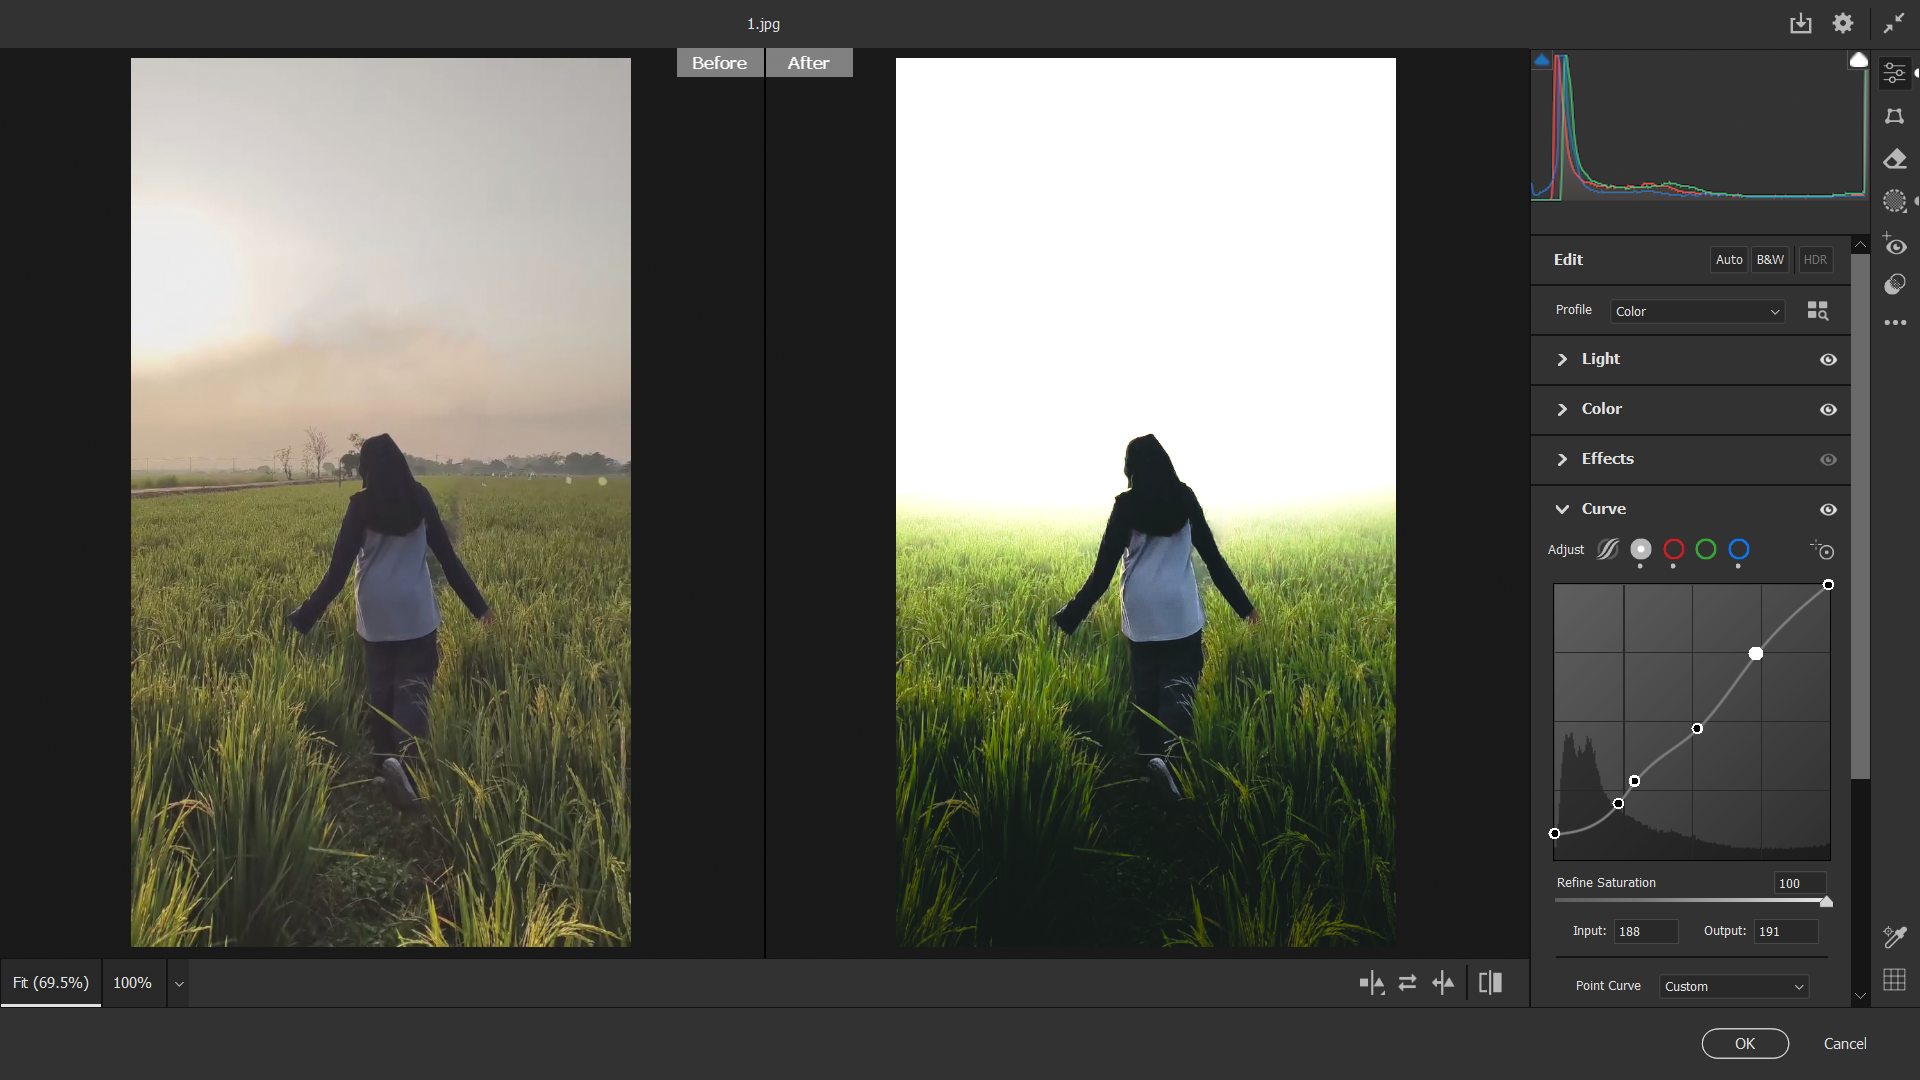 1.jpg
Before
After
Edit
Auto
B&W
HDR
Profile
Color
Light
Color
Effects
Curve
Adjust
Refine Saturation
100
Input: 188
Output: 191
Point Curve
Custom
Fit (69.5%)
100%
OK
Cancel